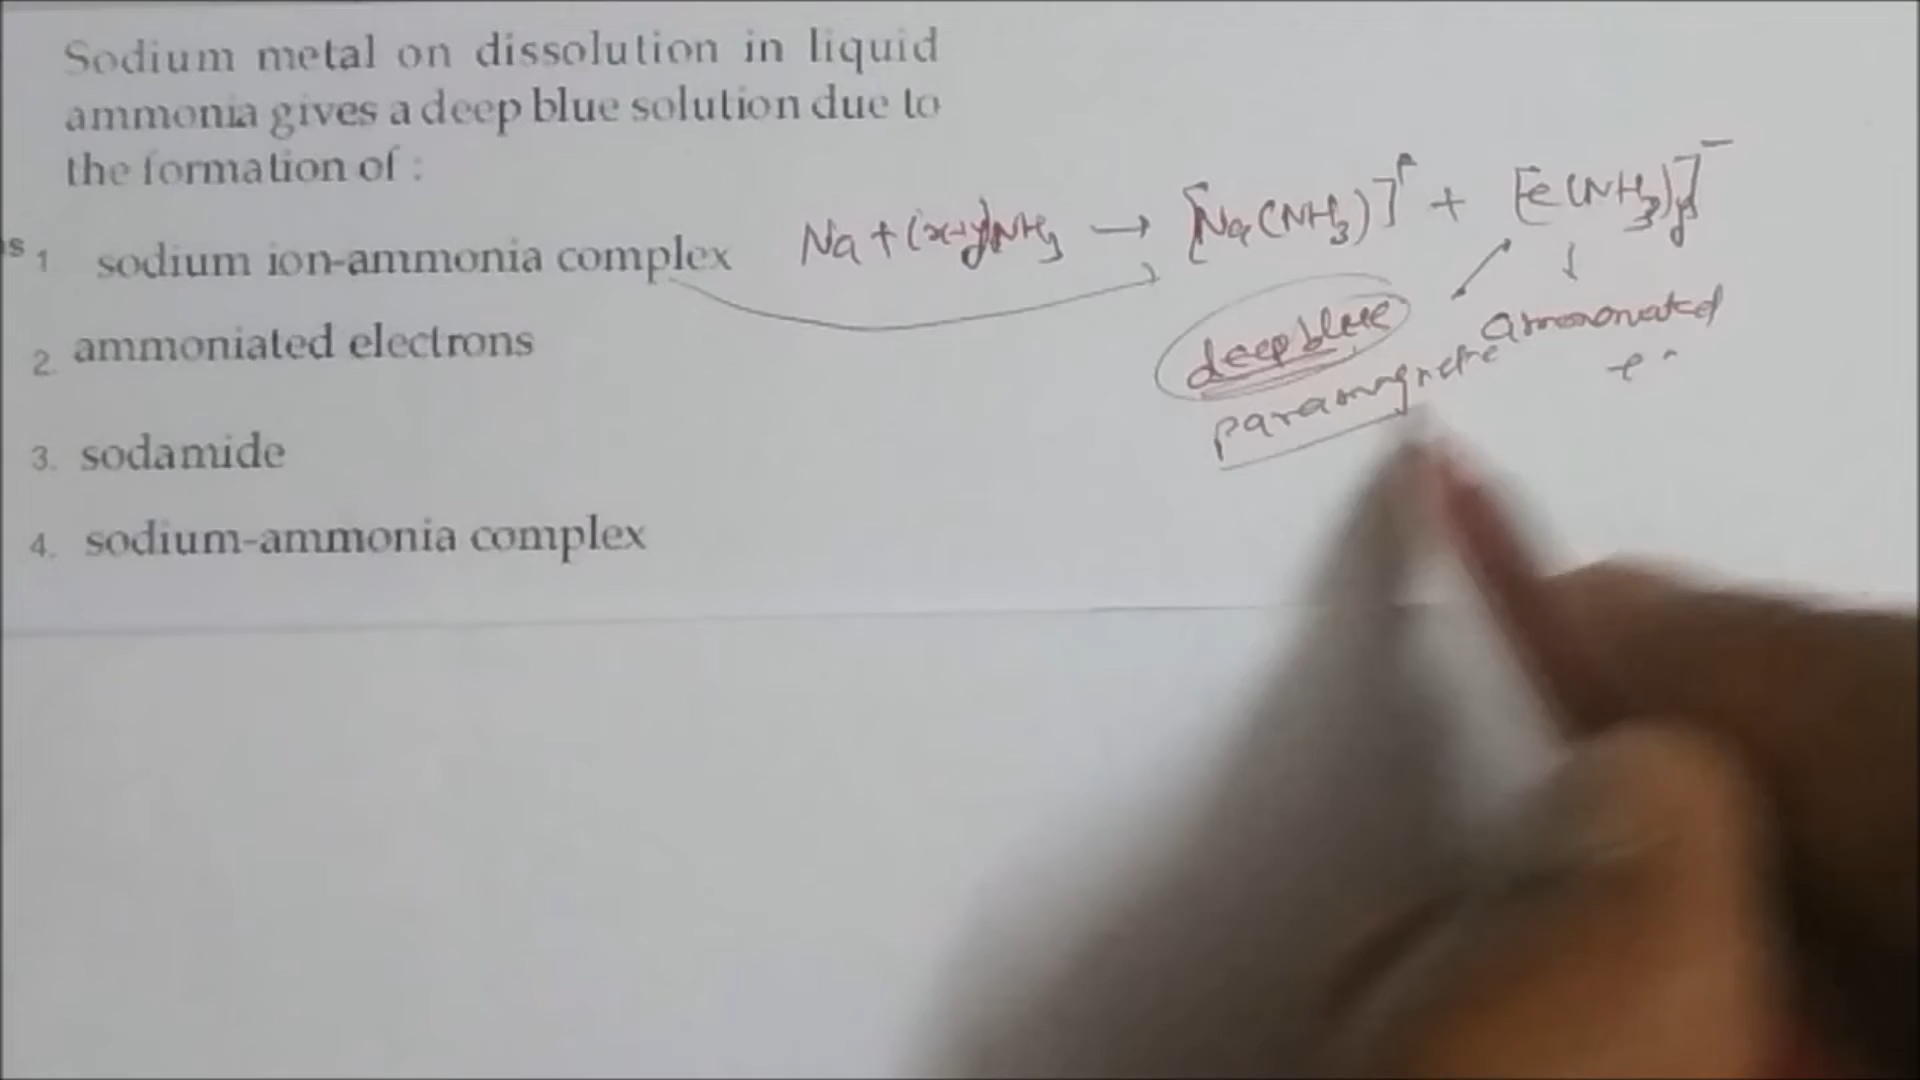 Sodium metal on dissolution in liquid
ammonia gives a deep blue solution due to
the formation of :
s 1 sodium ion-ammonia complex
2. ammoniated electrons
3. sodamide
4. sodium-ammonia complex
Na + (x+y)NH3 → [Na(NH3)]+ + [e(NH3)y]-
deep blue
paramagnetic
ammonated
e-